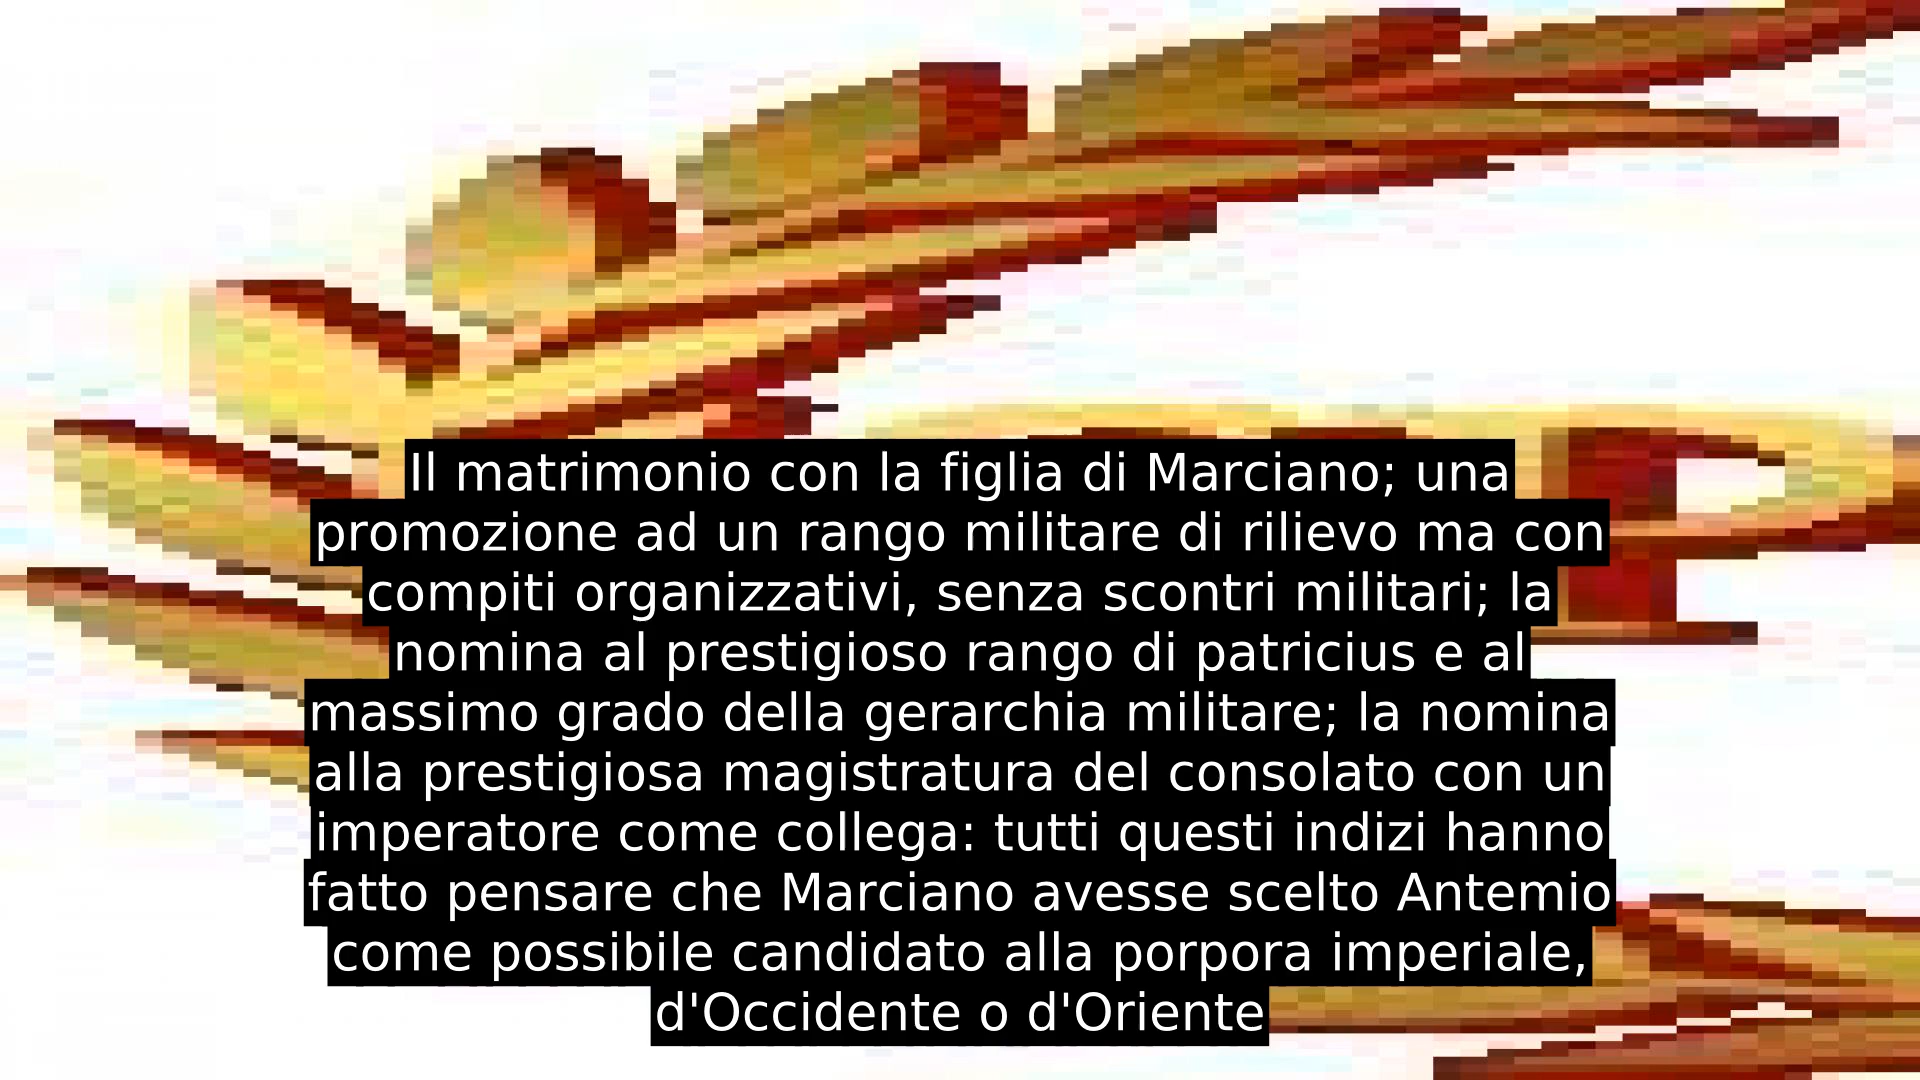 Il matrimonio con la figlia di Marciano; una
promozione ad un rango militare di rilievo ma con
compiti organizzativi, senza scontri militari; la
nomina al prestigioso rango di patricius e al
massimo grado della gerarchia militare; la nomina
alla prestigiosa magistratura del consolato con un
imperatore come collega: tutti questi indizi hanno
fatto pensare che Marciano avesse scelto Antemio
come possibile candidato alla porpora imperiale,
d'Occidente o d'Oriente